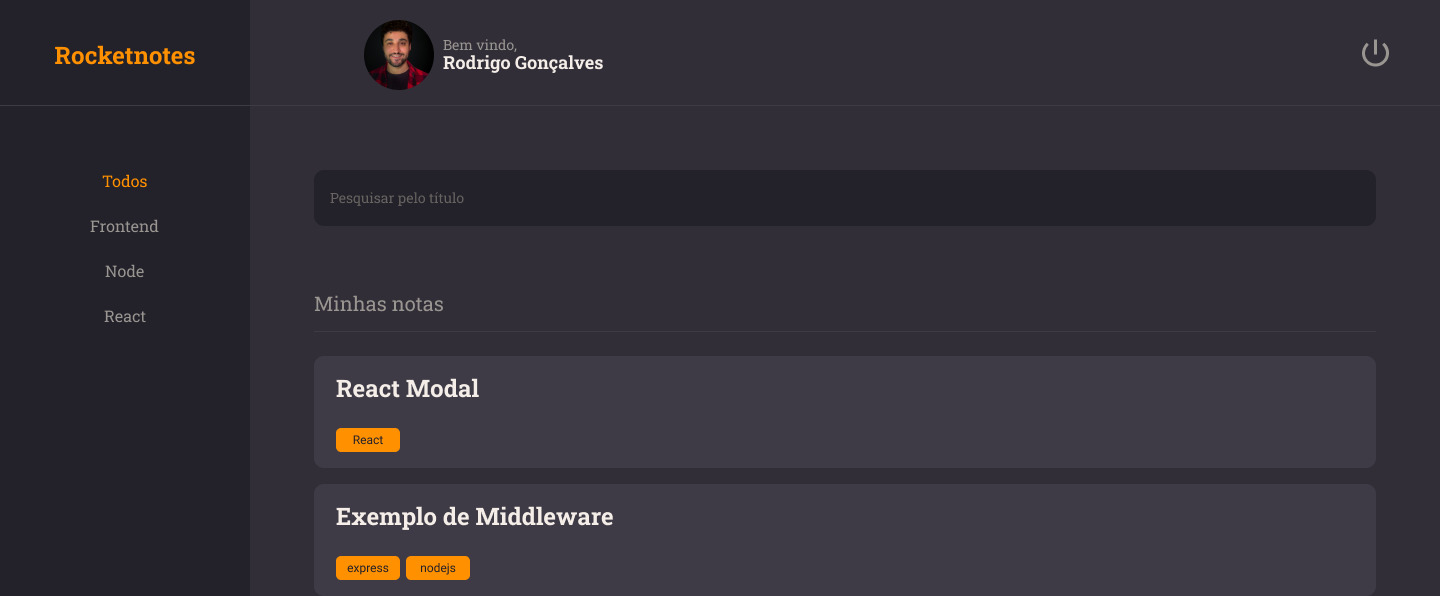 Rocketnotes
Bem vindo,
Rodrigo Gonçalves
Todos
Frontend
Node
React
Pesquisar pelo título
Minhas notas
React Modal
React
Exemplo de Middleware
express nodejs